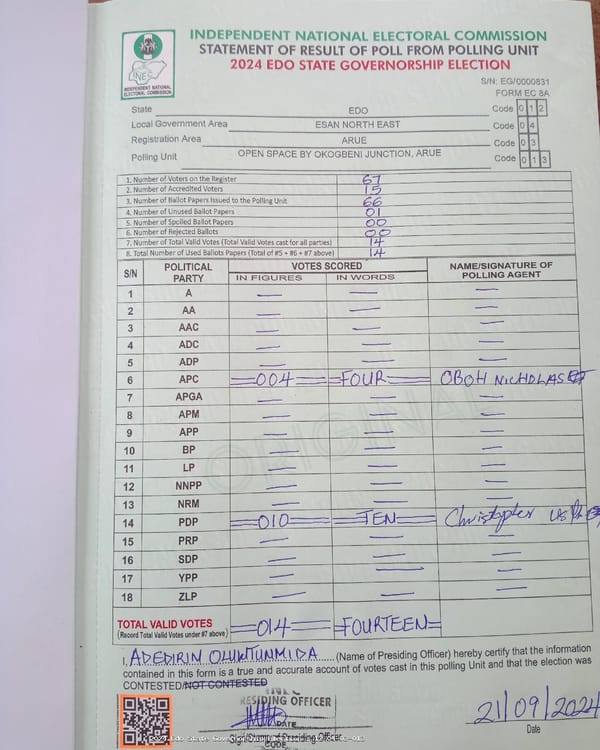 INDEPENDENT NATIONAL ELECTORAL COMMISSION
STATEMENT OF RESULT OF POLL FROM POLLING UNIT
2024 EDO STATE GOVERNORSHIP ELECTION
INEC
INDEPENDENT NATIONAL
ELECTORAL COMMISSION
S/N: EG/0000831
FORM EC 8A
State EDO Code 0 1 2
Local Government Area ESAN NORTH EAST Code 0 4
Registration Area ARUE Code 0 3
Polling Unit OPEN SPACE BY OKOGBENI JUNCTION, ARUE Code 0 1 3
1. Number of Voters on the Register 67
2. Number of Accredited Voters 15
3. Number of Ballot Papers Issued to the Polling Unit 66
4. Number of Unused Ballot Papers 01
5. Number of Spoiled Ballot Papers 00
6. Number of Rejected Ballots 00
7. Number of Total Valid Votes (Total Valid Votes cast for all parties) 14
8. Total Number of Used Ballots Papers (Total of #5 + #6 + #7 above) 14
S/N POLITICAL PARTY VOTES SCORED NAME/SIGNATURE OF POLLING AGENT
IN FIGURES IN WORDS
1 A — — —
2 AA — — —
3 AAC — — —
4 ADC — — —
5 ADP — — —
6 APC 004 FOUR OBOH NICHOLAS
7 APGA — — —
8 APM — — —
9 APP — — —
10 BP — — —
11 LP — — —
12 NNPP — — —
13 NRM — — —
14 PDP 010 TEN
15 PRP — — —
16 SDP — — —
17 YPP — — —
18 ZLP — — —
ORIGINAL
TOTAL VALID VOTES 014 FOURTEEN
(Record Total Valid Votes under #7 above)
I, ADEDIRIN OLUWTUNMIDA (Name of Presiding Officer) hereby certify that the information
contained in this form is a true and accurate account of votes cast in this polling Unit and that the election was
CONTESTED/NOT CONTESTED
INEC
RESIDING OFFICER
DATE
CODE
21/09/2024
Date